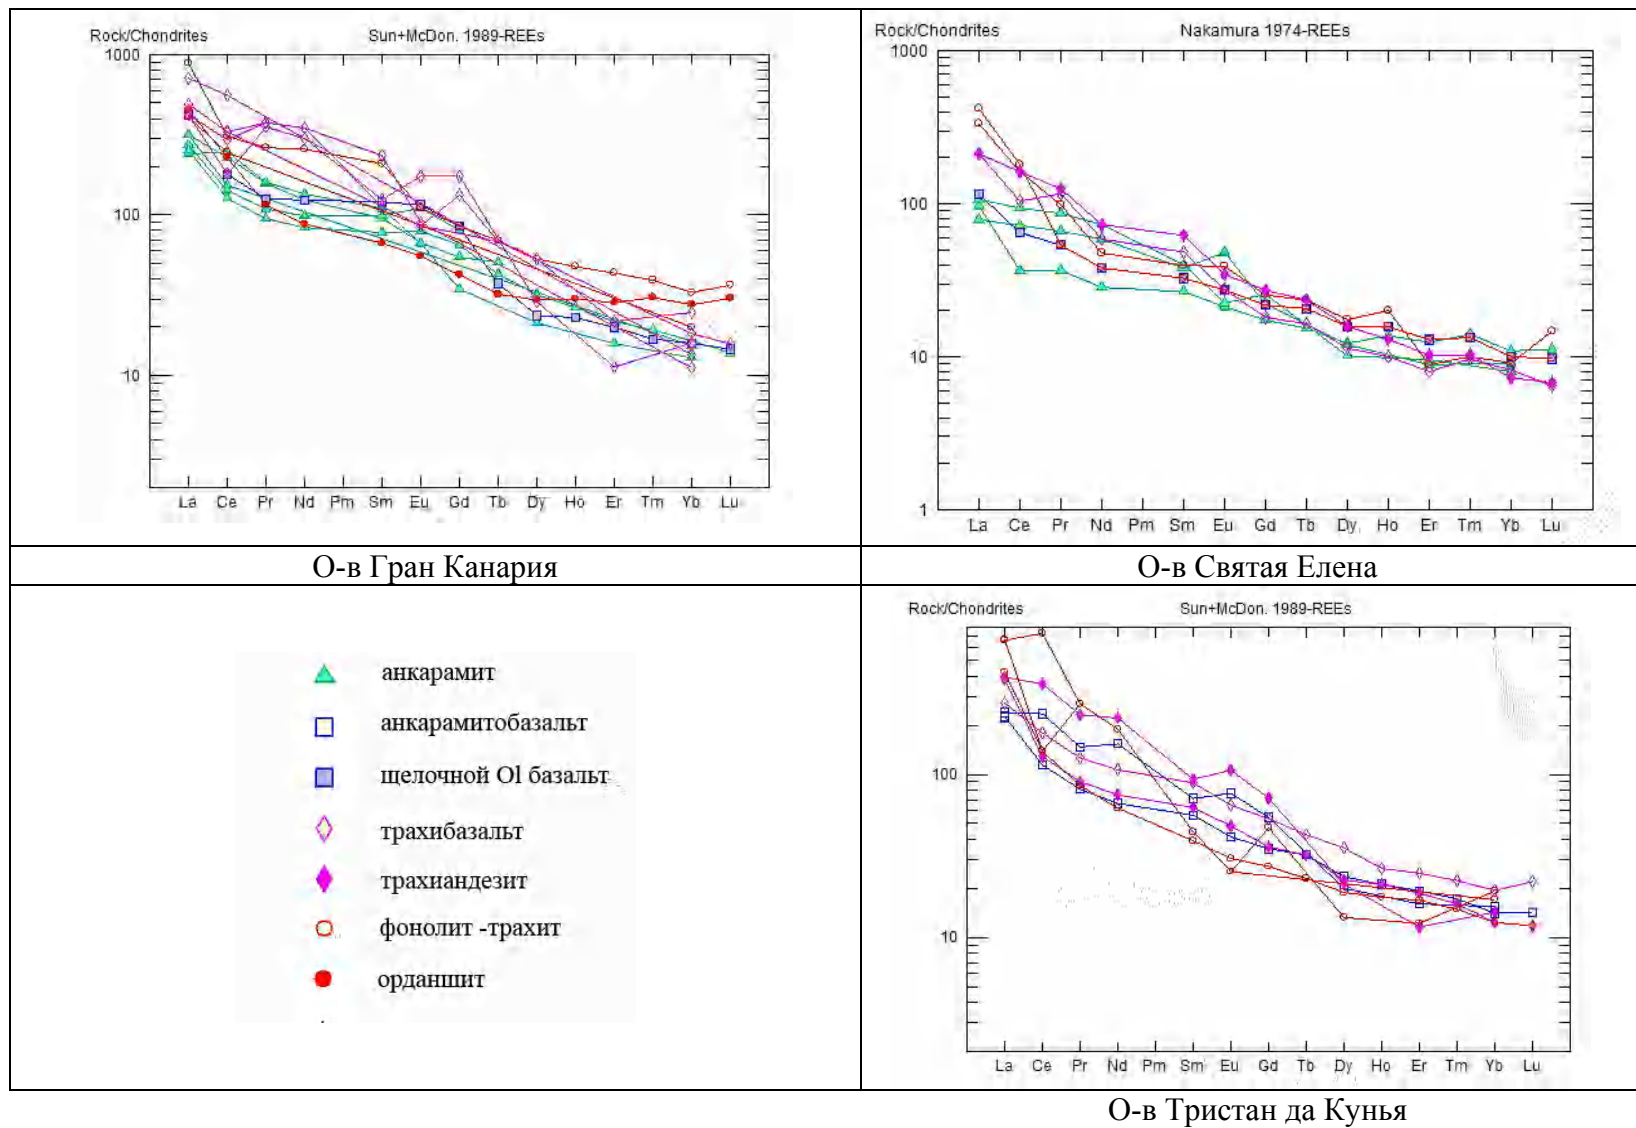 Rock/Chondrites Sun+McDon. 1989-REEs
1000
100
10
La Ce Pr Nd Pm Sm Eu Gd Tb Dy Ho Er Tm Yb Lu
О-в Гран Канария
Rock/Chondrites Nakamura 1974-REEs
1000
100
10
1
La Ce Pr Nd Pm Sm Eu Gd Tb Dy Ho Er Tm Yb Lu
О-в Святая Елена
анкарамит
анкарамитобазальт
щелочной Ol базальт
трахибазальт
трахиандезит
фонолит -трахит
орданшит
Rock/Chondrites Sun+McDon. 1989-REEs
100
10
La Ce Pr Nd Pm Sm Eu Gd Tb Dy Ho Er Tm Yb Lu
О-в Тристан да Кунья